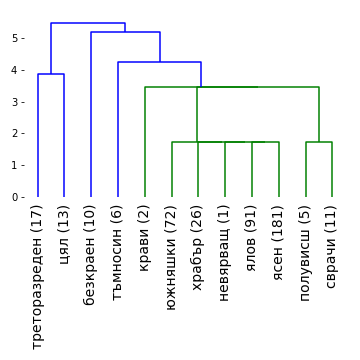 5
4
3
2
1
0
третoразреден (17)
цял (13)
безкраен (10)
тъмносин (6)
крави (2)
южняшки (72)
храбър (26)
невярващ (1)
ялов (91)
ясен (181)
полувисш (5)
сврачи (11)